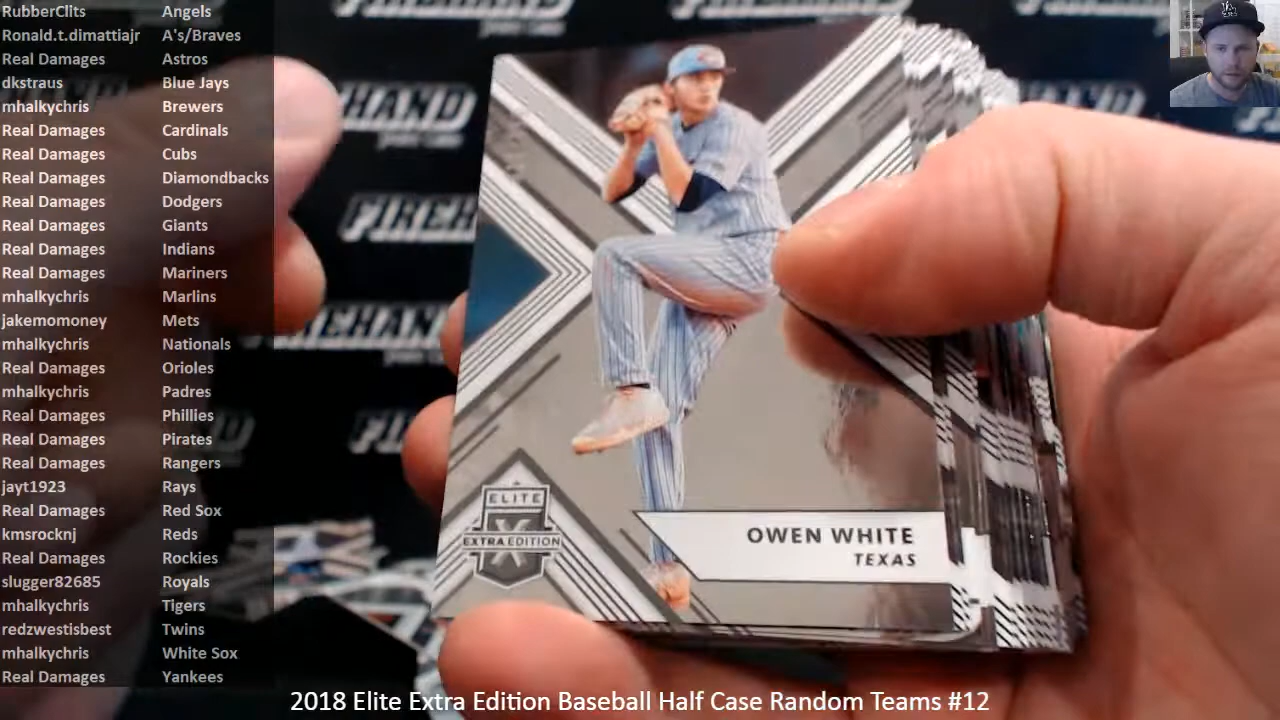 RubberClits Angels
Ronald.t.dimattiajr A's/Braves
Real Damages Astros
dkstraus Blue Jays
mhalkychris Brewers
Real Damages Cardinals
Real Damages Cubs
Real Damages Diamondbacks
Real Damages Dodgers
Real Damages Giants
Real Damages Indians
Real Damages Mariners
mhalkychris Marlins
jakemomoney Mets
mhalkychris Nationals
Real Damages Orioles
mhalkychris Padres
Real Damages Phillies
Real Damages Pirates
Real Damages Rangers
jayt1923 Rays
Real Damages Red Sox
kmsrocknj Reds
Real Damages Rockies
slugger82685 Royals
mhalkychris Tigers
redzwestisbest Twins
mhalkychris White Sox
Real Damages Yankees
ELITE
X
EXTRA EDITION
OWEN WHITE
TEXAS
2018 Elite Extra Edition Baseball Half Case Random Teams #12